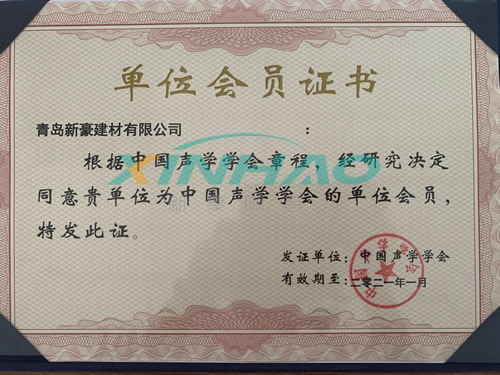 单位会员证书
青岛新豪建材有限公司 :
根据中国声学学会章程,经研究决定
同意贵单位为中国声学学会的单位会员,
特发此证。
XINHAO
发证单位:中国声学学会
有效期至:二零二一年一月